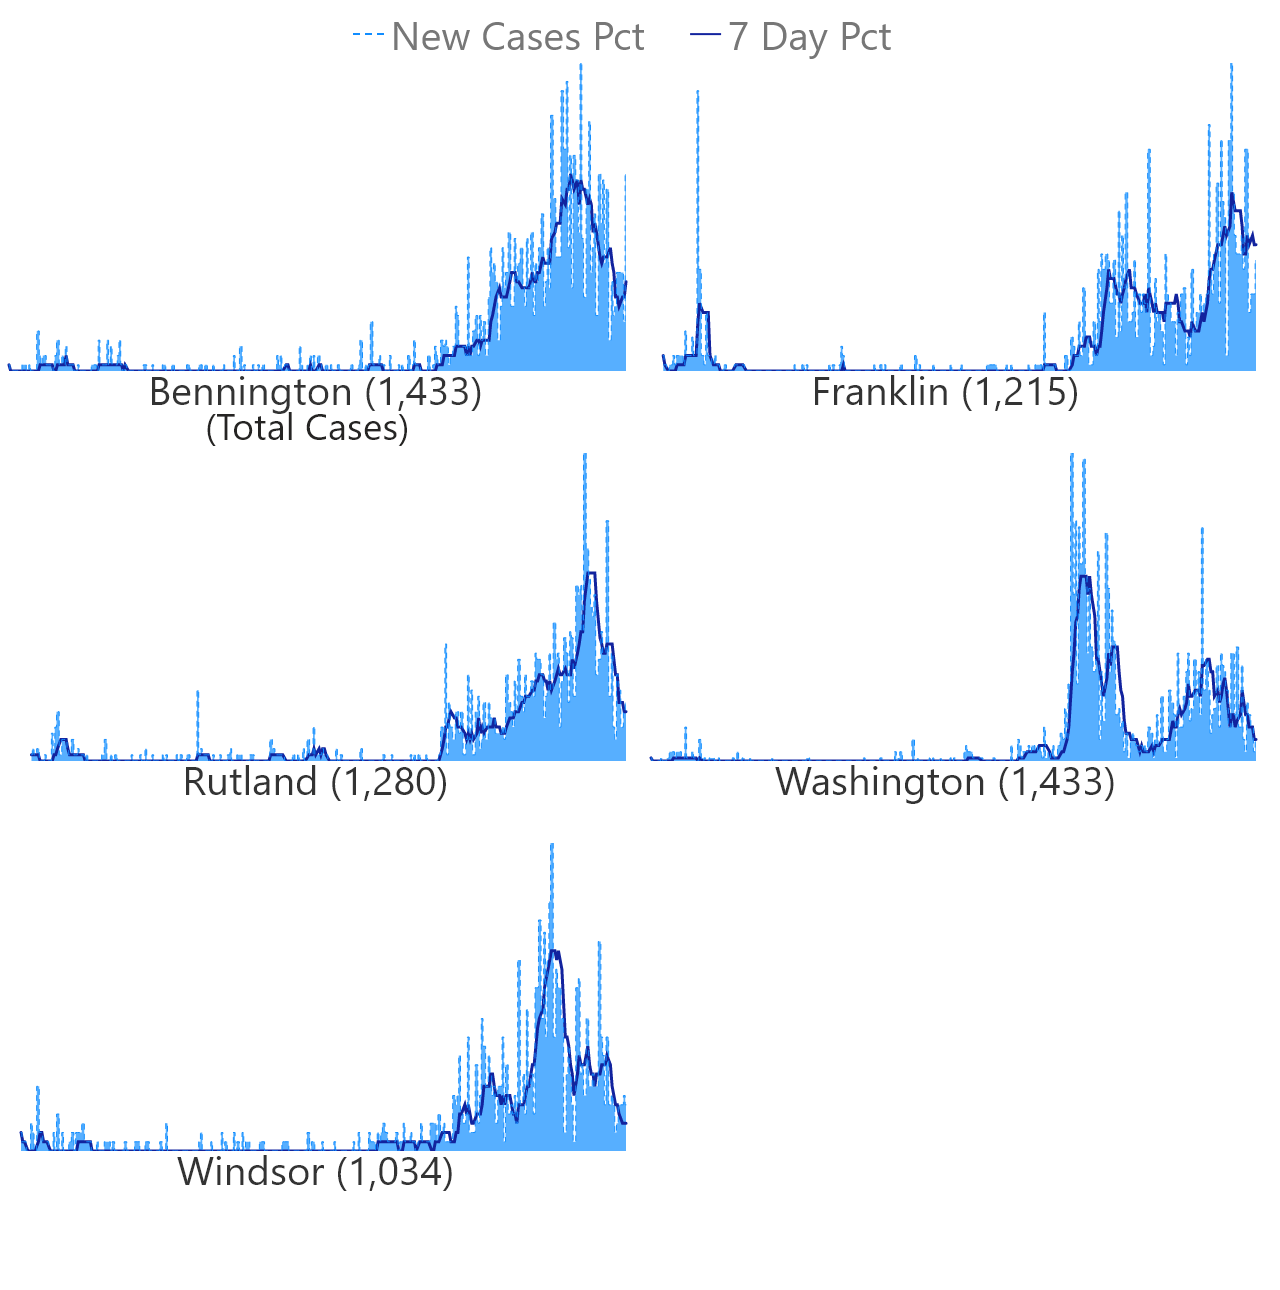 New Cases Pct 7 Day Pct
Bennington (1,433)
(Total Cases)
Franklin (1,215)
Rutland (1,280)
Washington (1,433)
Windsor (1,034)